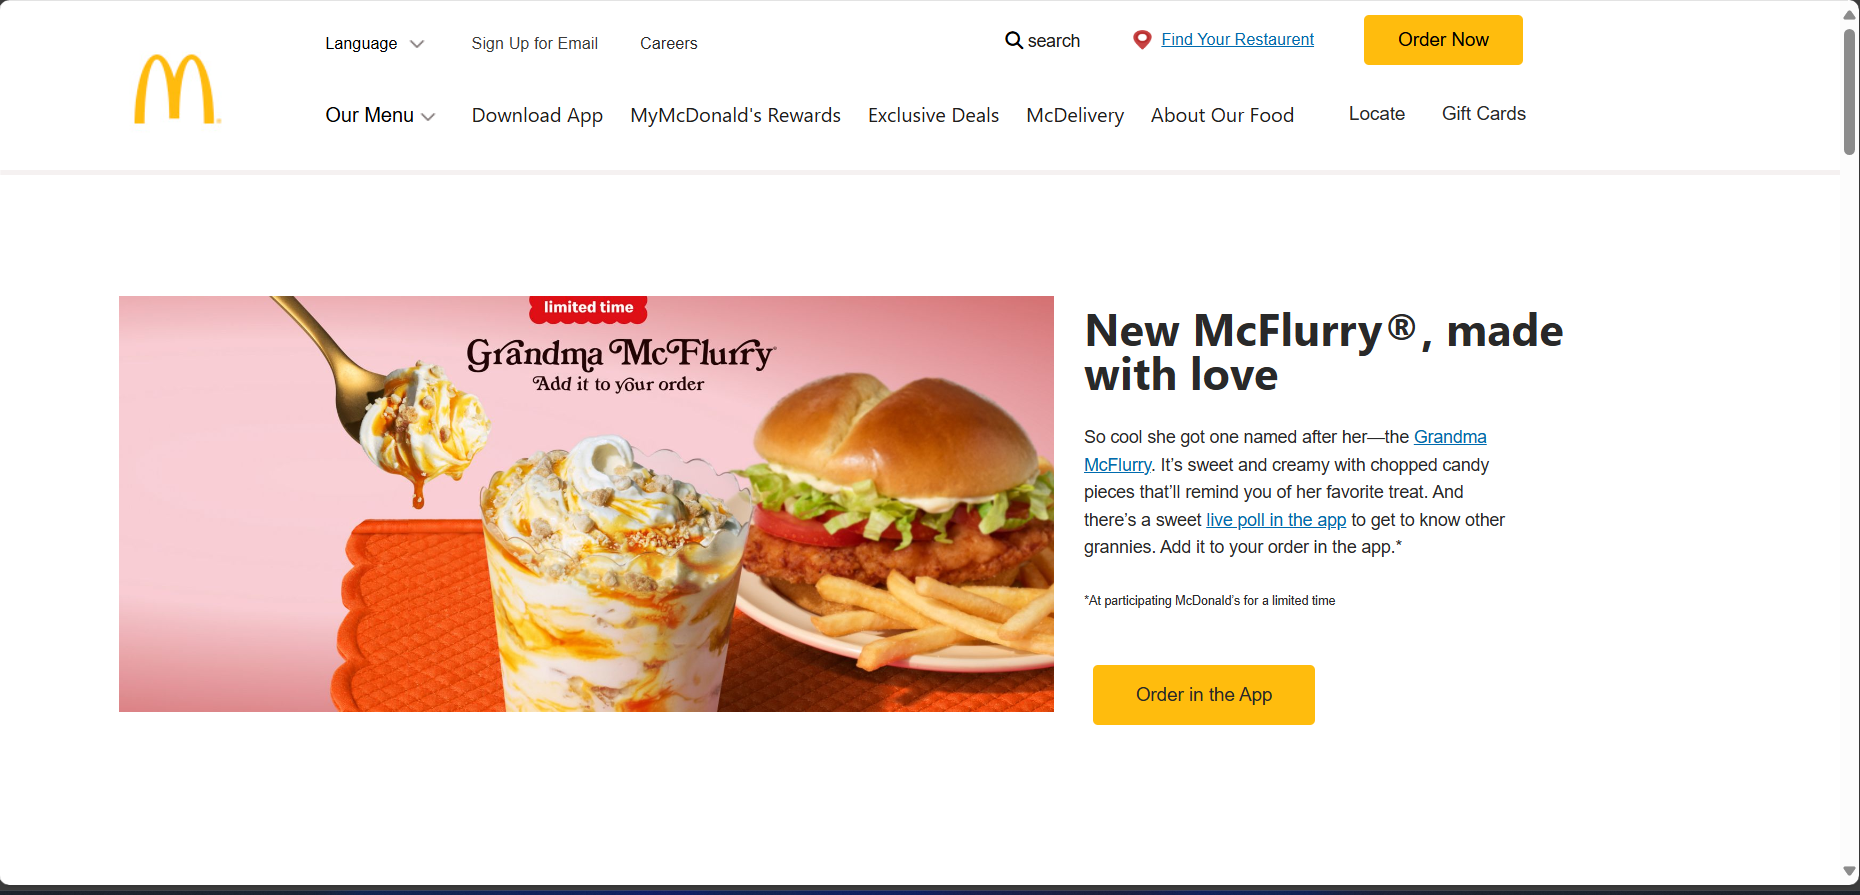 Language
Sign Up for Email
Careers
search
Find Your Restaurent
Order Now
Our Menu
Download App
MyMcDonald's Rewards
Exclusive Deals
McDelivery
About Our Food
Locate
Gift Cards
limited time
Grandma McFlurry®
Add it to your order
New McFlurry®, made
with love
So cool she got one named after her—the Grandma
McFlurry. It’s sweet and creamy with chopped candy
pieces that’ll remind you of her favorite treat. And
there’s a sweet live poll in the app to get to know other
grannies. Add it to your order in the app.*
*At participating McDonald’s for a limited time
Order in the App